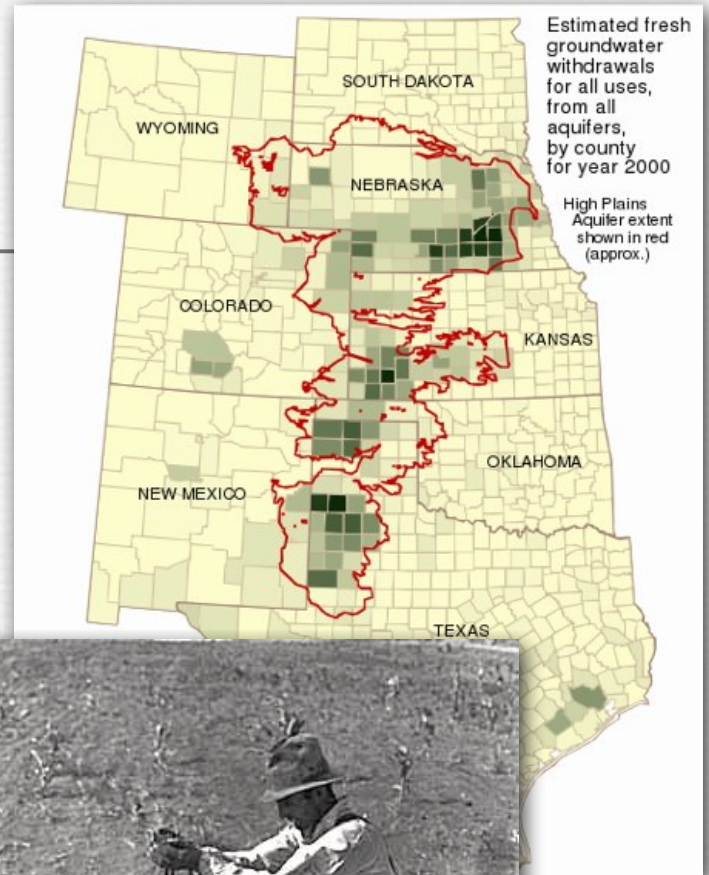 Estimated fresh
groundwater
withdrawals
for all uses,
from all
aquifers,
by county
for year 2000
High Plains
Aquifer extent
shown in red
(approx.)
SOUTH DAKOTA
WYOMING
NEBRASKA
COLORADO
KANSAS
OKLAHOMA
NEW MEXICO
TEXAS